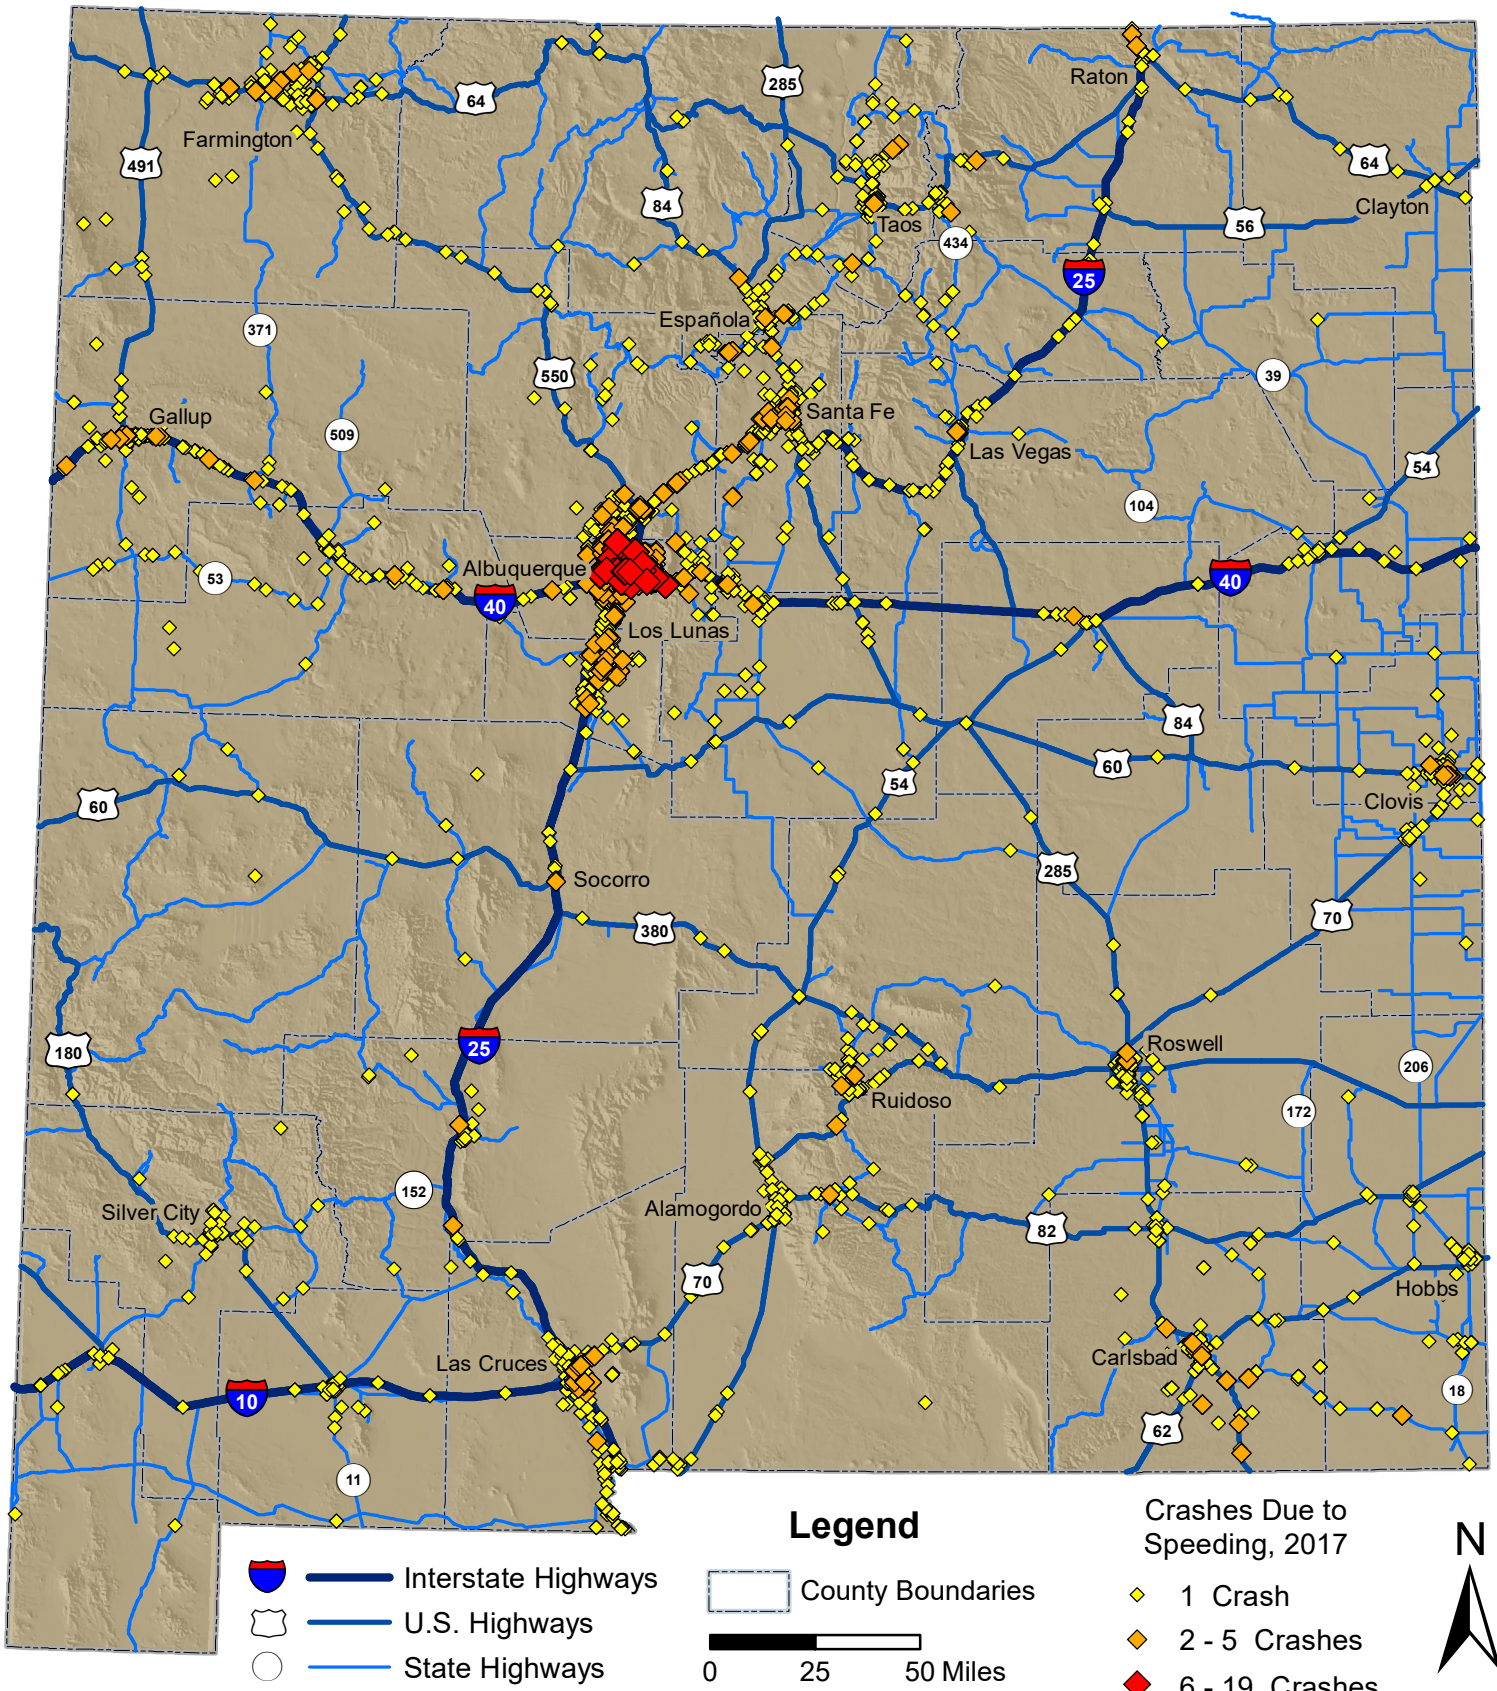 Raton
285
64
Farmington
491
64
84
Clayton
Taos
56
434
25
Española
371
550
39
Santa Fe
Gallup
509
Las Vegas
54
104
Albuquerque
53
40
40
Los Lunas
84
60
54
60
Clovis
285
Socorro
70
380
25
Roswell
180
206
Ruidoso
172
152
Silver City
Alamogordo
82
70
Hobbs
Las Cruces
Carlsbad
10
18
62
11
Legend
Interstate Highways
U.S. Highways
State Highways
County Boundaries
0 25 50 Miles
Crashes Due to
Speeding, 2017
1 Crash
2 - 5 Crashes
6 - 19 Crashes
N